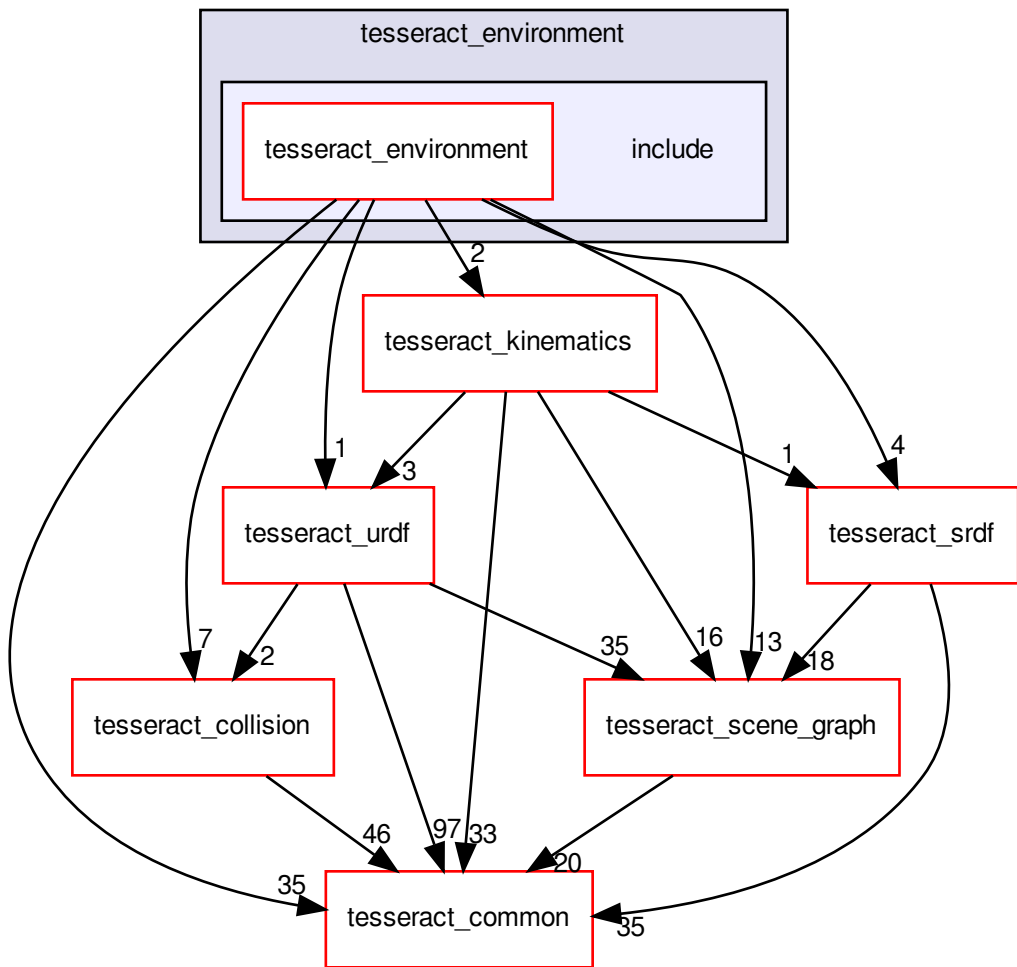 tesseract_environment
tesseract_environment
include
2
tesseract_kinematics
1
3
1
4
tesseract_urdf
tesseract_srdf
7
2
35
16
13
18
tesseract_collision
tesseract_scene_graph
46
97
33
20
35
35
tesseract_common